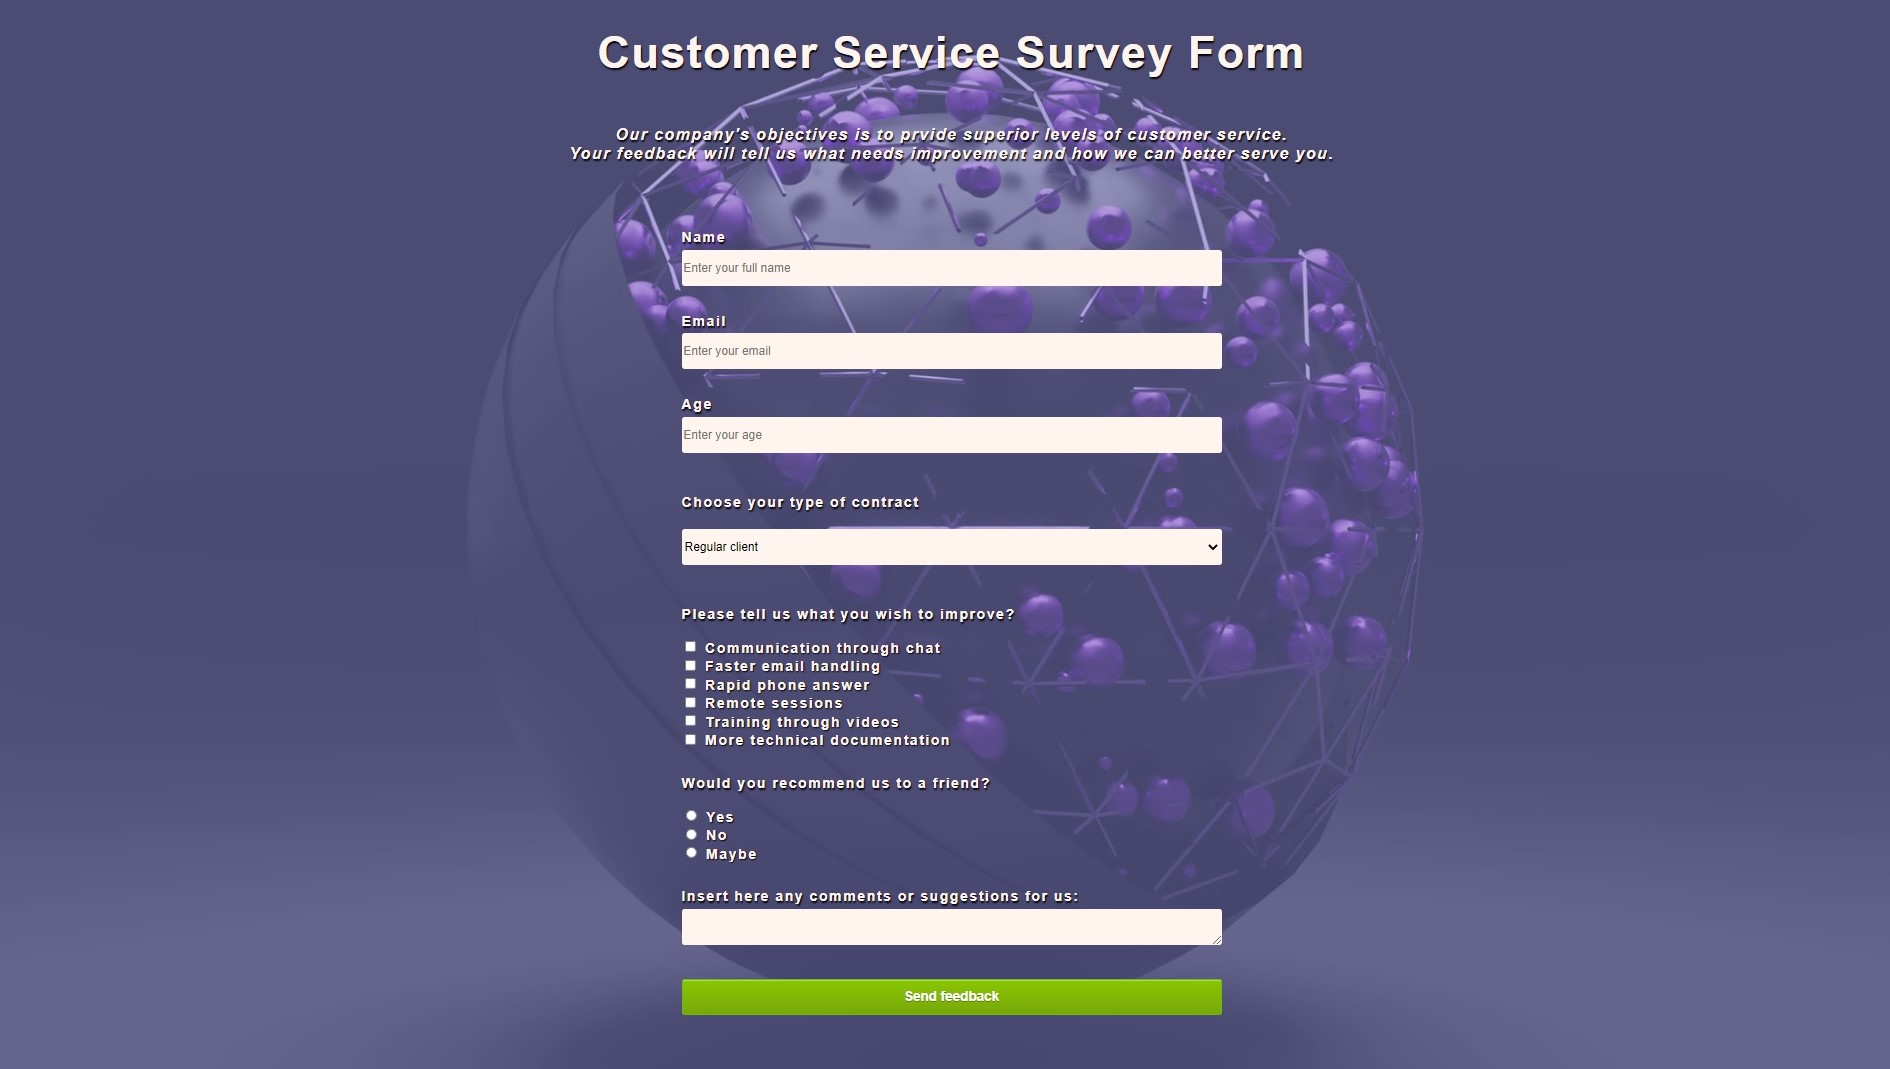 Customer Service Survey Form
Our company's objectives is to prvide superior levels of customer service.
Your feedback will tell us what needs improvement and how we can better serve you.
Name
Enter your full name
Email
Enter your email
Age
Enter your age
Choose your type of contract
Regular client
Please tell us what you wish to improve?
Communication through chat
Faster email handling
Rapid phone answer
Remote sessions
Training through videos
More technical documentation
Would you recommend us to a friend?
Yes
No
Maybe
Insert here any comments or suggestions for us:
Send feedback